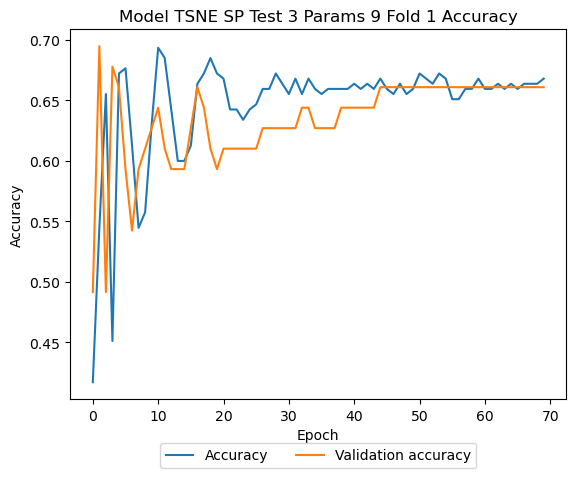 Model TSNE SP Test 3 Params 9 Fold 1 Accuracy
0.70
0.65
0.60
0.55
0.50
0.45
Accuracy
0 10 20 30 40 50 60 70
Epoch
Accuracy Validation accuracy